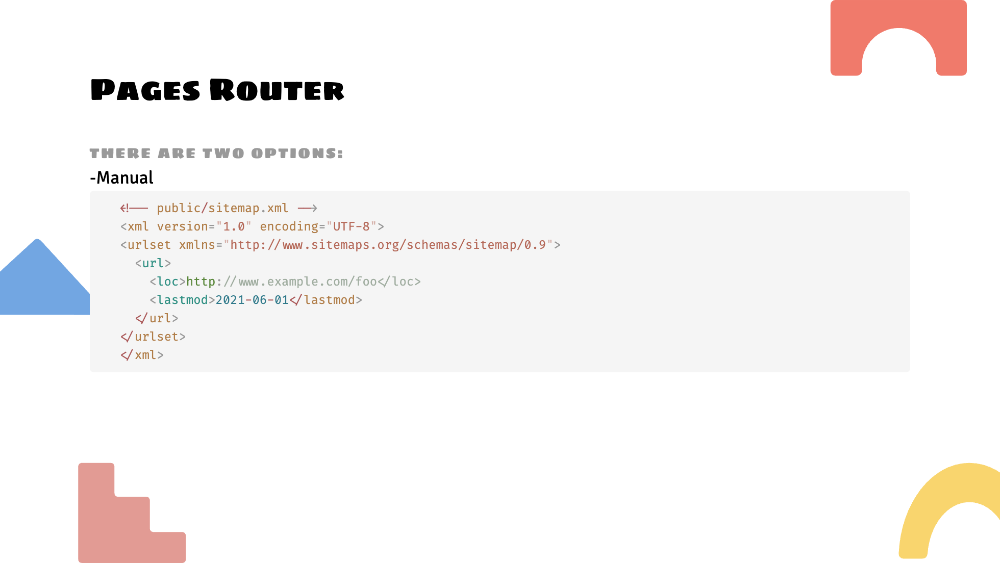 Pages Router
THERE ARE TWO OPTIONS:
-Manual
<!-- public/sitemap.xml -->
<xml version="1.0" encoding="UTF-8">
<urlset xmlns="http://www.sitemaps.org/schemas/sitemap/0.9">
<url>
<loc>http://www.example.com/foo</loc>
<lastmod>2021-06-01</lastmod>
</url>
</urlset>
</xml>